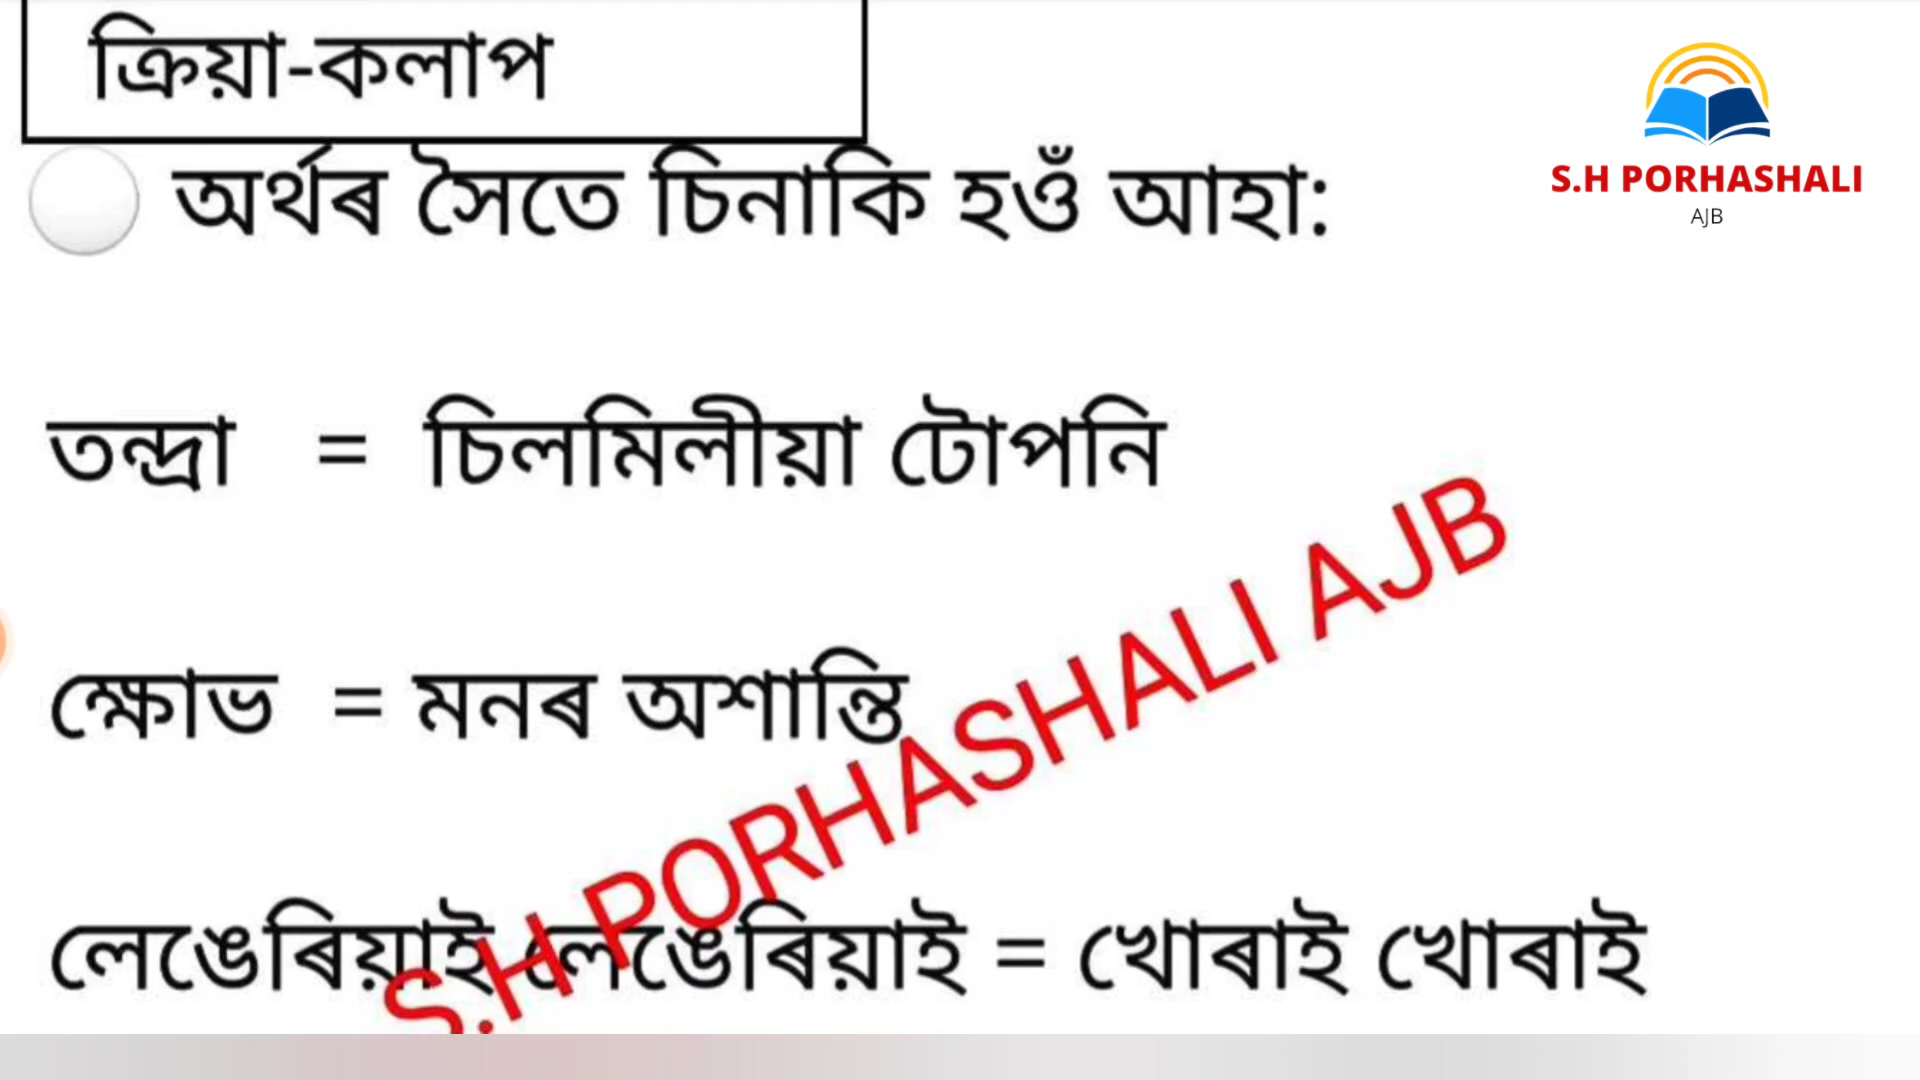 ক্ৰিয়া-কলাপ
S.H PORHASHALI
AJB
অৰ্থৰ সৈতে চিনাকি হওঁ আহা:
তন্দ্ৰা = চিলমিলীয়া টোপনি
ক্ষোভ = মনৰ অশান্তি
লেঙেৰিয়াই লেঙেৰিয়াই = খোৰাই খোৰাই
S.H PORHASHALI AJB